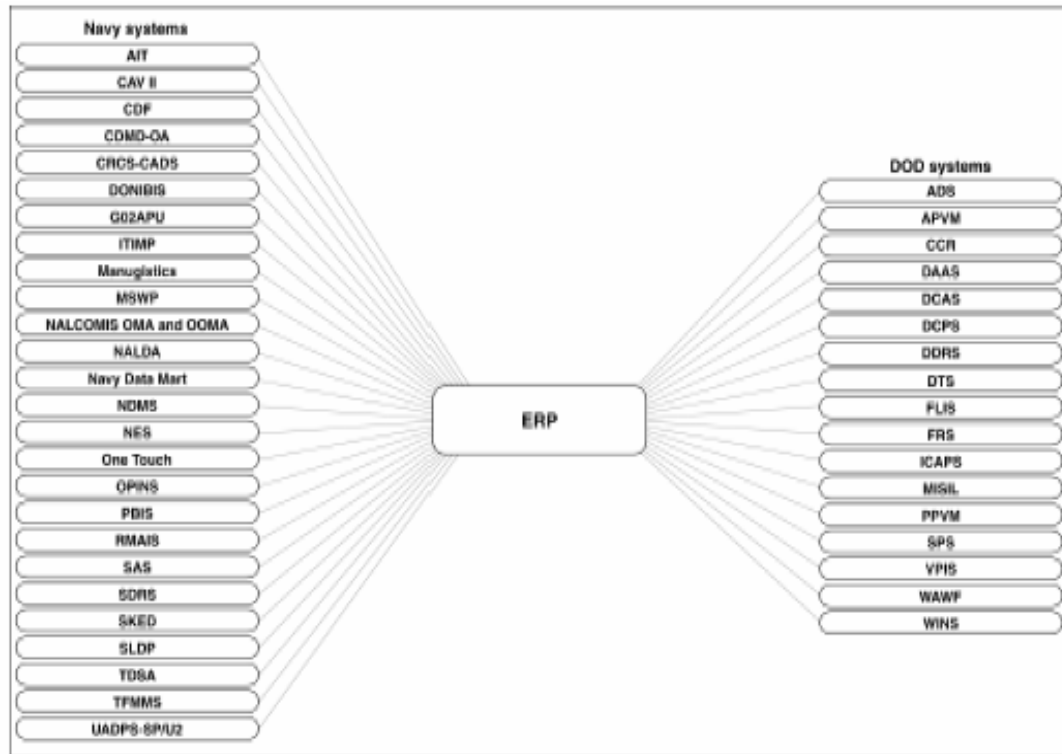 Navy systems
AIT
CAV II
CDF
CDMD-OA
CRCS-CADS
DONIBIS
G02APU
ITIMP
Manugistics
MSWP
NALCOMIS OMA and OOMA
NALDA
Navy Data Mart
NDMS
NES
One Touch
OPINS
PBIS
RMAIS
SAS
SDRS
SKED
SLDP
TDSA
TFMMS
UADPS-SP/U2
ERP
DOD systems
ADS
APVM
CCR
DAAS
DCAS
DCPS
DDRS
DTS
FLIS
FRS
ICAPS
MISIL
PPVM
SPS
VPIS
WAWF
WINS